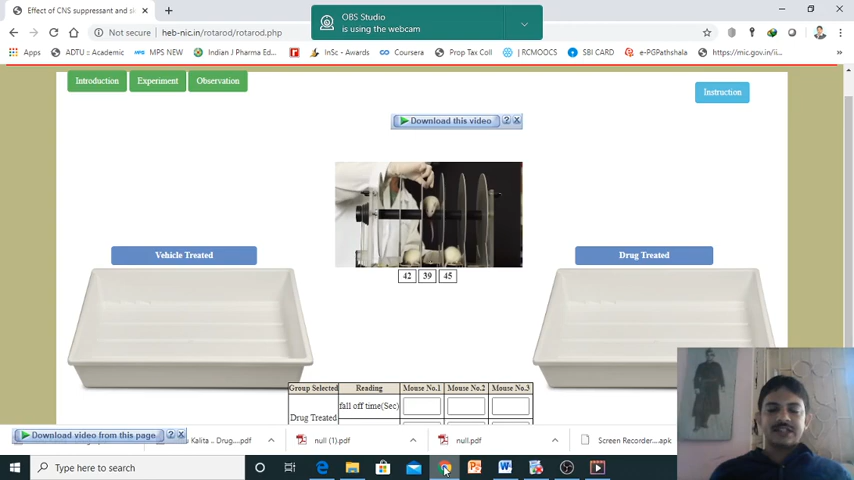 Effect of CNS suppressant and sk
OBS Studio
is using the webcam
Not secure heb-nic.in/rotarod/rotarod.php
Apps ADTU :: Academic MPS NEW Indian J Pharma Ed... InSc - Awards Coursera Prop Tax Coll RCMOOCS SBI CARD e-PGPathshala https://mic.gov.in/ii...
Introduction Experiment Observation
Instruction
Download this video ? X
Vehicle Treated
Drug Treated
42 39 45
Group Selected Reading Mouse No.1 Mouse No.2 Mouse No.3
fall off time(Sec)
Drug Treated
Download video from this page ? X
Kalita - Drug....pdf null (1).pdf null.pdf Screen Recorder....apk
Type here to search